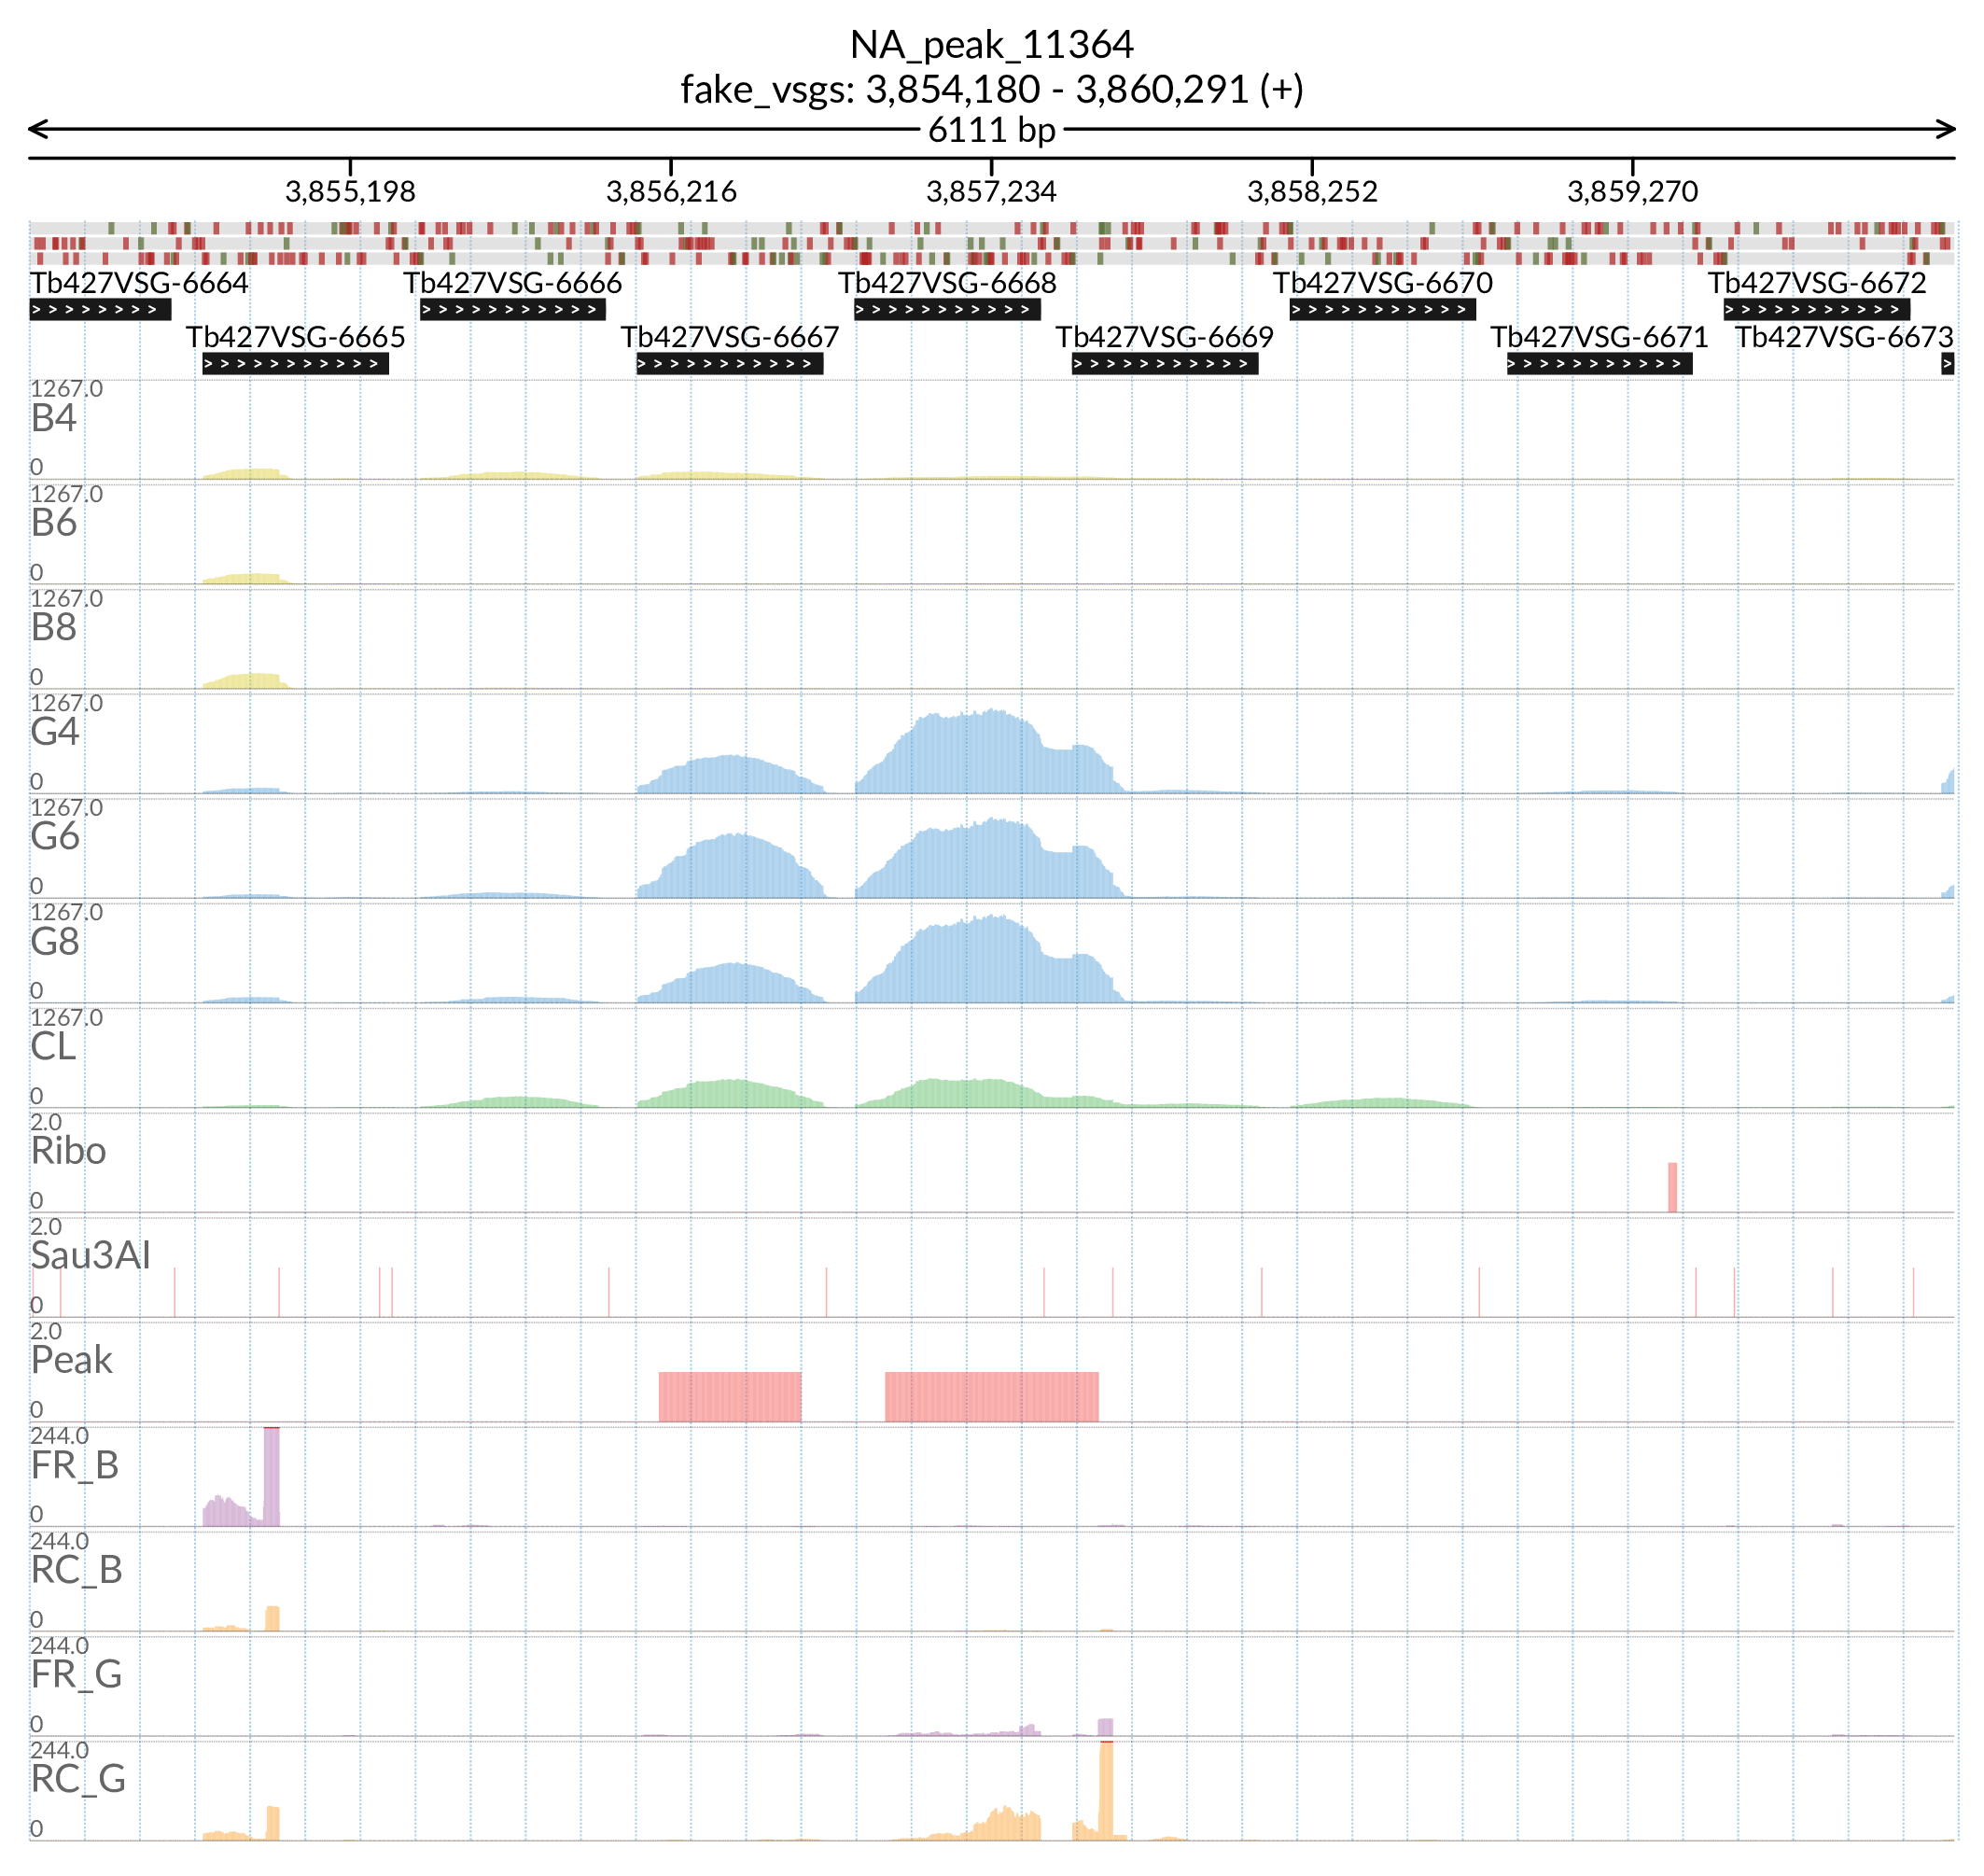 NA_peak_11364
fake_vsgs: 3,854,180 - 3,860,291 (+)
6111 bp
3,855,198 3,856,216 3,857,234 3,858,252 3,859,270
Tb427VSG-6664 Tb427VSG-6666 Tb427VSG-6668 Tb427VSG-6670 Tb427VSG-6672
Tb427VSG-6665 Tb427VSG-6667 Tb427VSG-6669 Tb427VSG-6671 Tb427VSG-6673
1267.0
B4
0
1267.0
B6
0
1267.0
B8
0
1267.0
G4
0
1267.0
G6
0
1267.0
G8
0
1267.0
CL
0
2.0
Ribo
0
2.0
Sau3AI
0
2.0
Peak
0
244.0
FR_B
0
244.0
RC_B
0
244.0
FR_G
0
244.0
RC_G
0